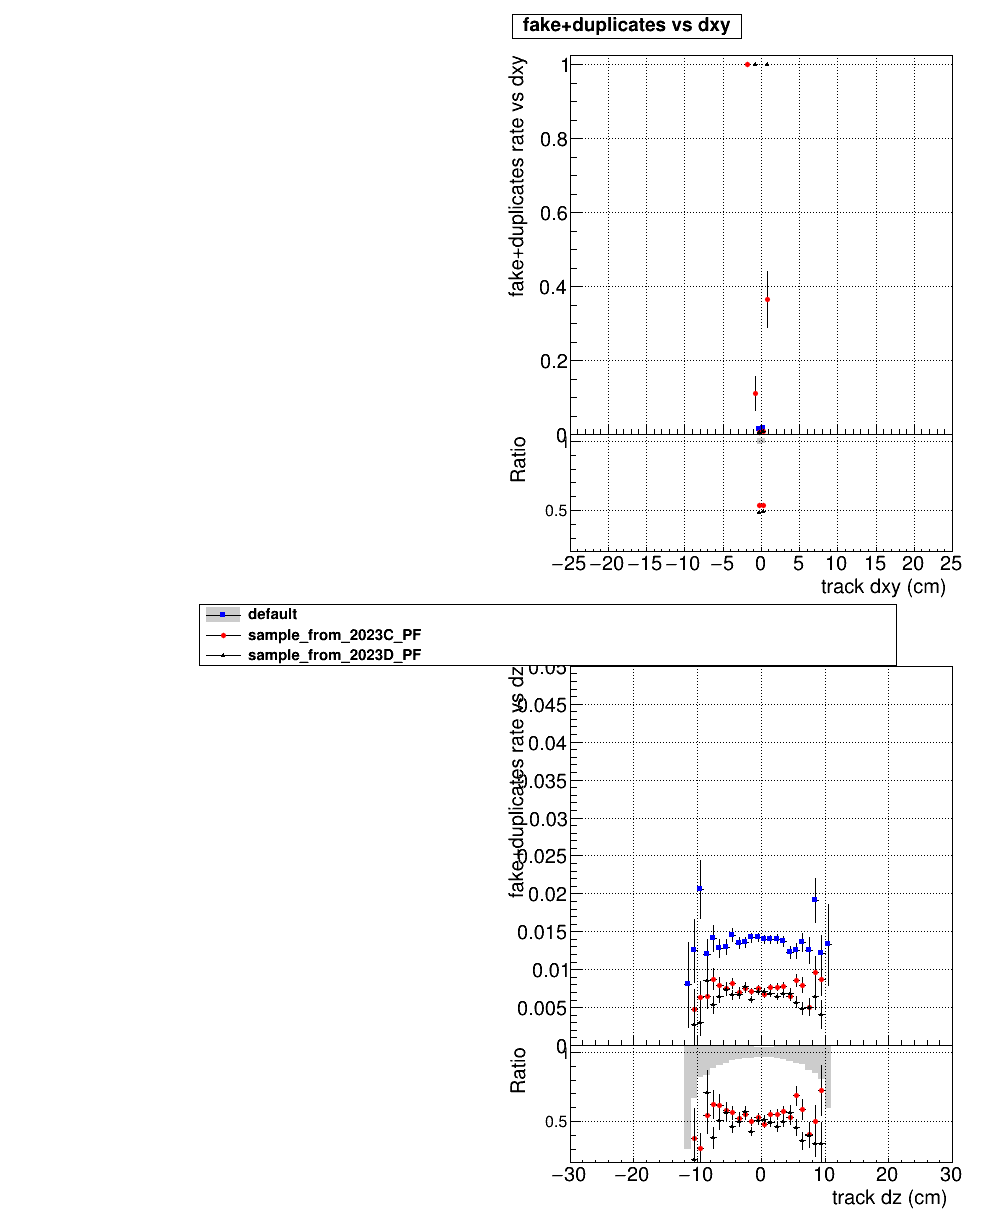 fake+duplicates vs dxy
fake+duplicates rate vs dxy
1
0.8
0.6
0.4
0.2
0
Ratio
1
0.5
−25 −20 −15 −10 −5 0 5 10 15 20 25
track dxy (cm)
default
sample_from_2023C_PF
sample_from_2023D_PF
fake+duplicates rate vs dz
0.05
0.045
0.04
0.035
0.03
0.025
0.02
0.015
0.01
0.005
0
Ratio
1
0.5
−30 −20 −10 0 10 20 30
track dz (cm)